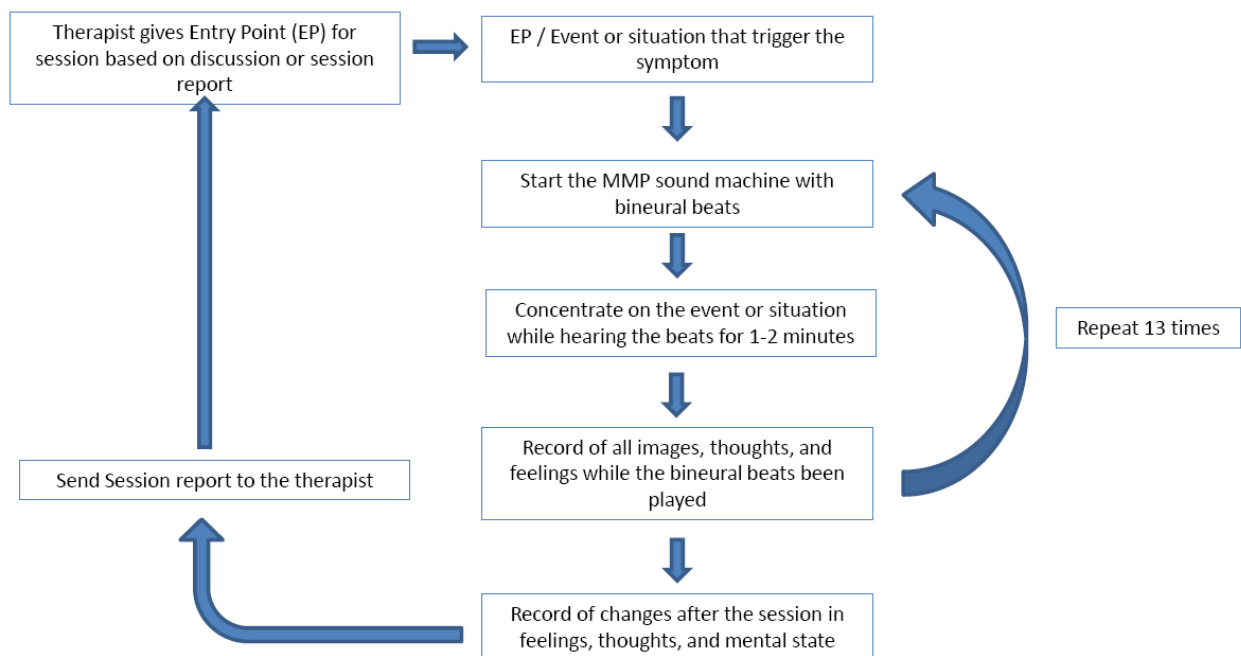 Therapist gives Entry Point (EP) for
session based on discussion or session
report
EP / Event or situation that trigger the
symptom
Start the MMP sound machine with
bineural beats
Concentrate on the event or situation
while hearing the beats for 1-2 minutes
Repeat 13 times
Record of all images, thoughts, and
feelings while the bineural beats been
played
Send Session report to the therapist
Record of changes after the session in
feelings, thoughts, and mental state